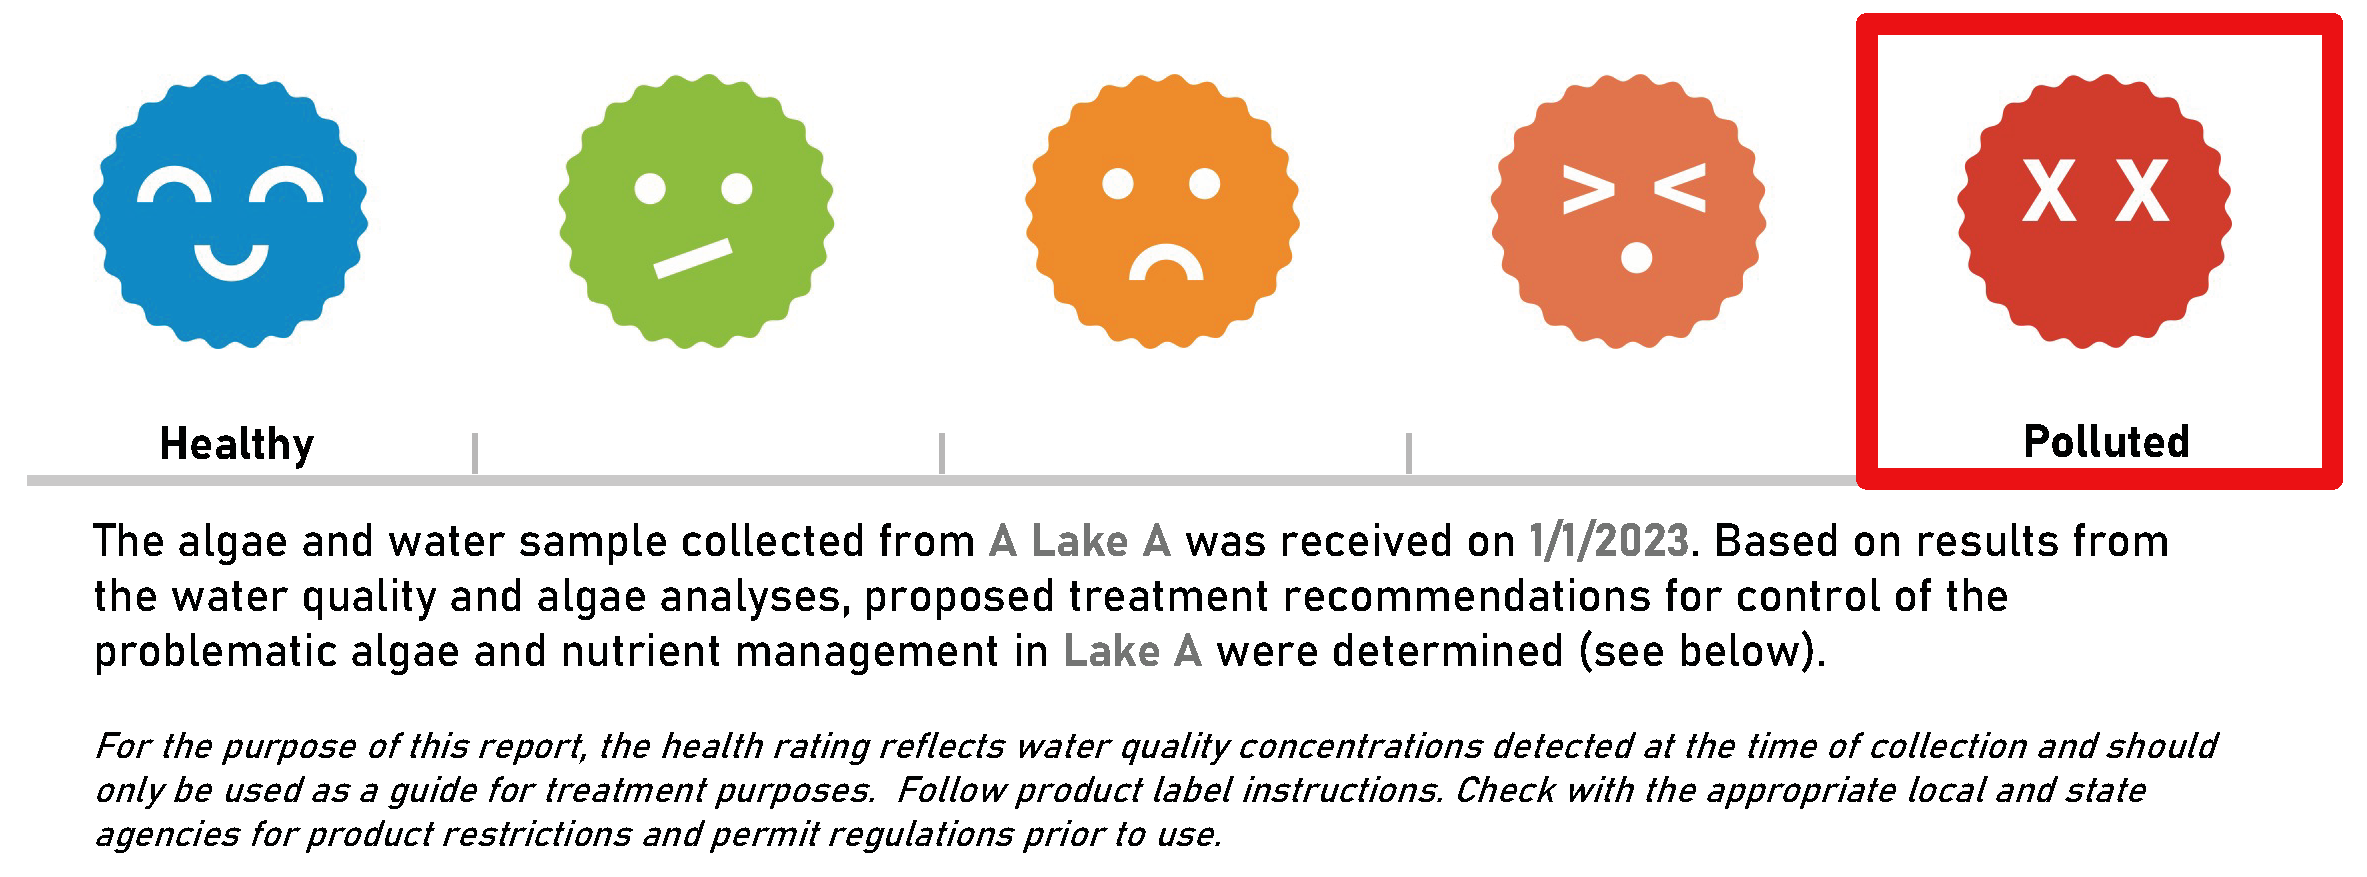 > <
X X
Healthy
Polluted
The algae and water sample collected from A Lake A was received on 1/1/2023. Based on results from
the water quality and algae analyses, proposed treatment recommendations for control of the
problematic algae and nutrient management in Lake A were determined (see below).
For the purpose of this report, the health rating reflects water quality concentrations detected at the time of collection and should
only be used as a guide for treatment purposes.  Follow product label instructions. Check with the appropriate local and state
agencies for product restrictions and permit regulations prior to use.